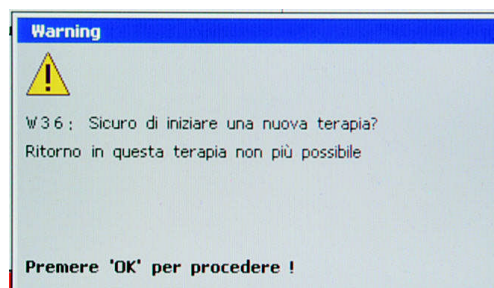 Warning
W36: Sicuro di iniziare una nuova terapia?
Ritorno in questa terapia non più possibile
Premere 'OK' per procedere !